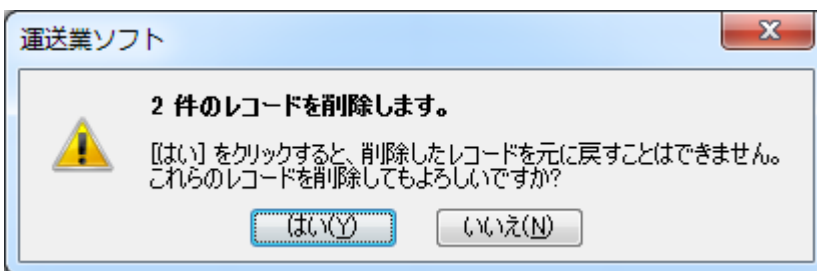 運送業ソフト
2 件のレコードを削除します。
[はい] をクリックすると、削除したレコードを元に戻すことはできません。
これらのレコードを削除してもよろしいですか?
はい(Y)
いいえ(N)